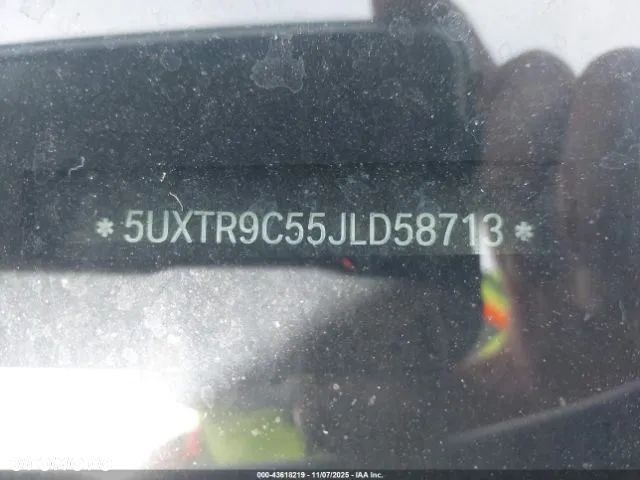 * 5UXTR9C55JLD58713 *
000-43618219 - 11/07/2025 - IAA Inc.